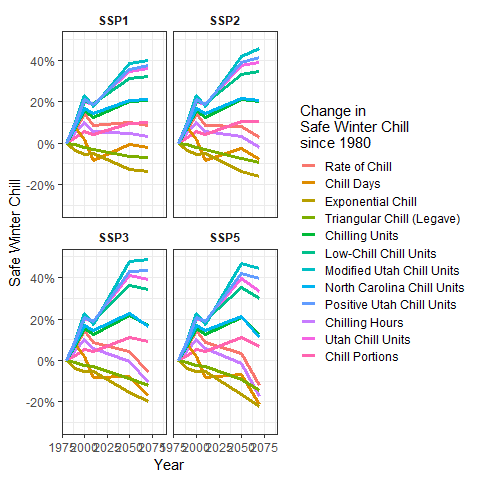 SSP1
SSP2
40%
20%
0%
-20%
SSP3
SSP5
40%
20%
0%
-20%
1975 2000 2025 2050 2075
1975 2000 2025 2050 2075
Year
Safe Winter Chill
Change in
Safe Winter Chill
since 1980
Rate of Chill
Chill Days
Exponential Chill
Triangular Chill (Legave)
Chilling Units
Low-Chill Chill Units
Modified Utah Chill Units
North Carolina Chill Units
Positive Utah Chill Units
Chilling Hours
Utah Chill Units
Chill Portions